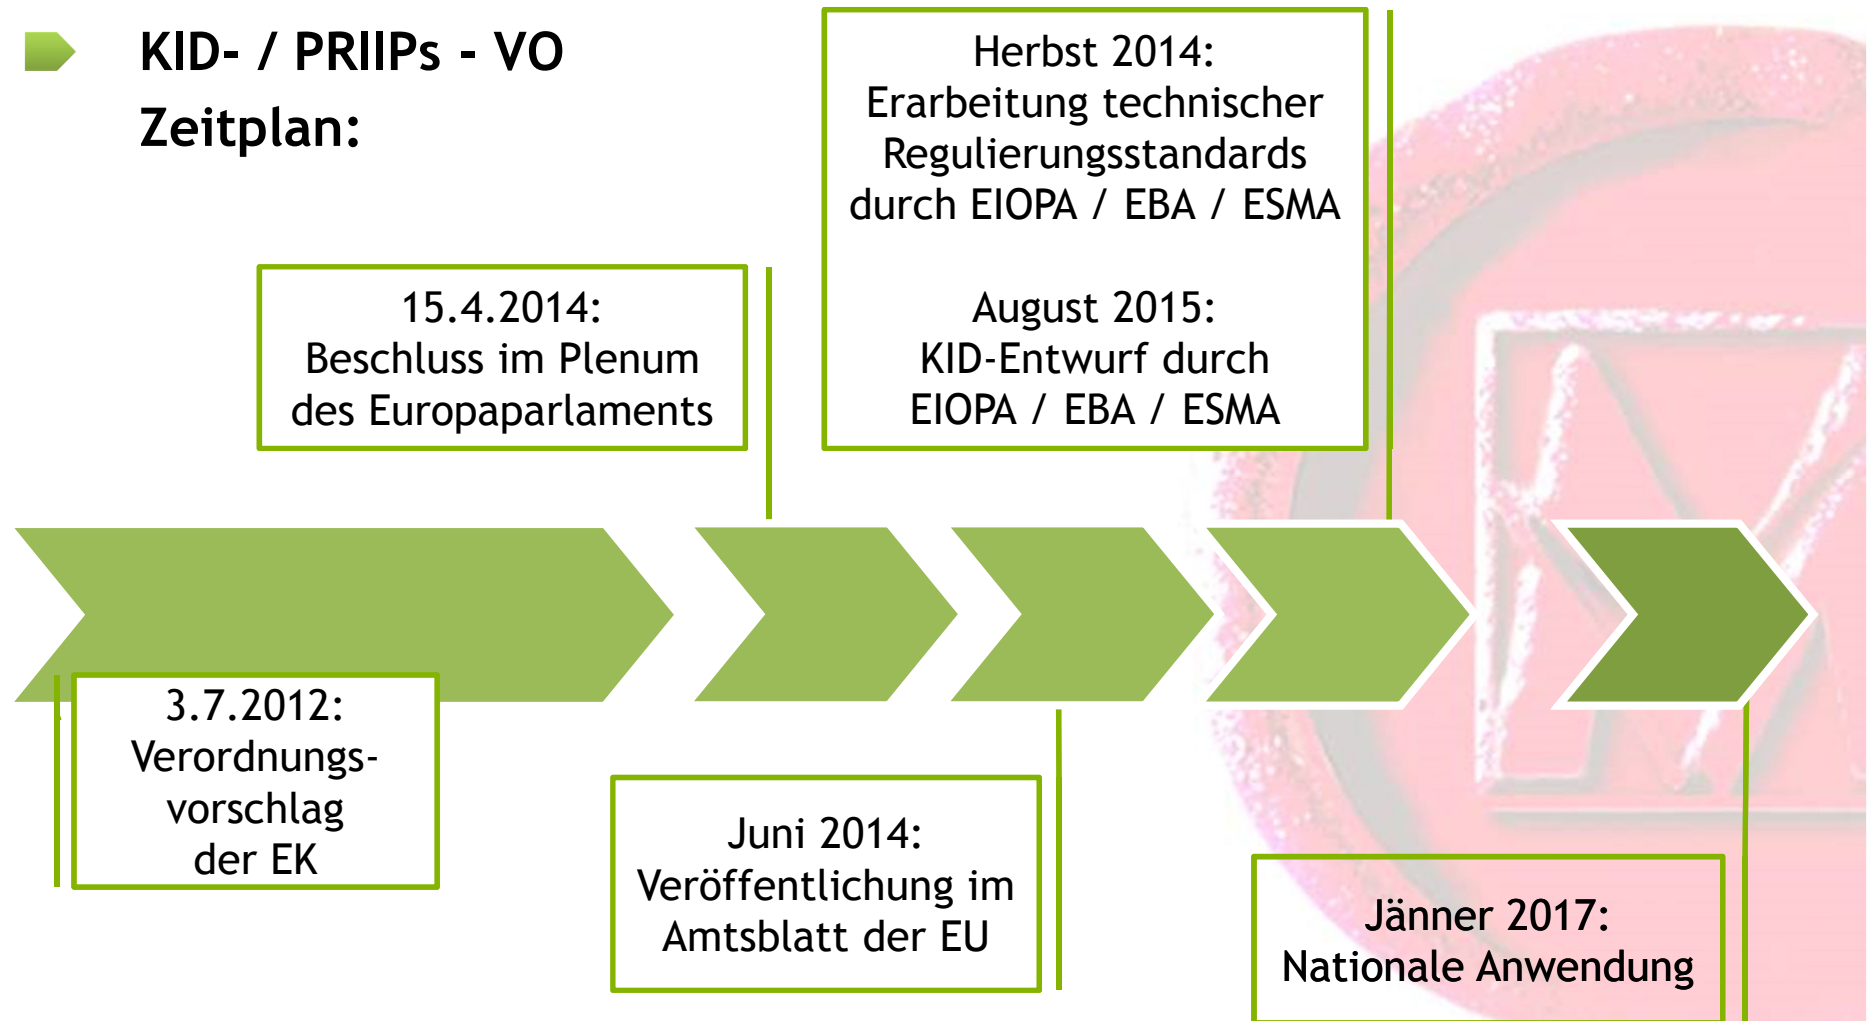 KID- / PRIIPs - VO
Zeitplan:
Herbst 2014:
Erarbeitung technischer
Regulierungsstandards
durch EIOPA / EBA / ESMA
August 2015:
KID-Entwurf durch
EIOPA / EBA / ESMA
15.4.2014:
Beschluss im Plenum
des Europaparlaments
3.7.2012:
Verordnungs-
vorschlag
der EK
Juni 2014:
Veröffentlichung im
Amtsblatt der EU
Jänner 2017:
Nationale Anwendung